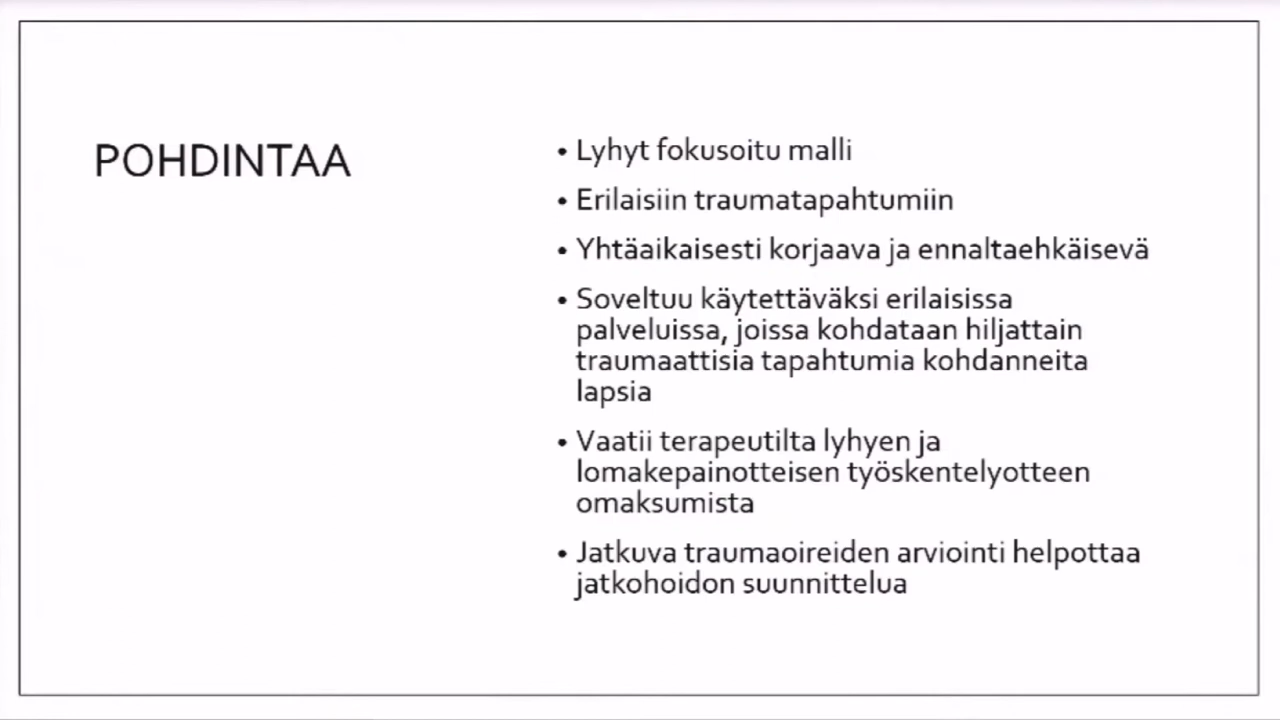 POHDINTAA
• Lyhyt fokusoitu malli
• Erilaisiin traumatapahtumiin
• Yhtäaikaisesti korjaava ja ennaltaehkäisevä
• Soveltuu käytettäväksi erilaisissa
palveluissa, joissa kohdataan hiljattain
traumaattisia tapahtumia kohdanneita
lapsia
• Vaatii terapeutilta lyhyen ja
lomakepainotteisen työskentelyotteen
omaksumista
• Jatkuva traumaoireiden arviointi helpottaa
jatkohoidon suunnittelua